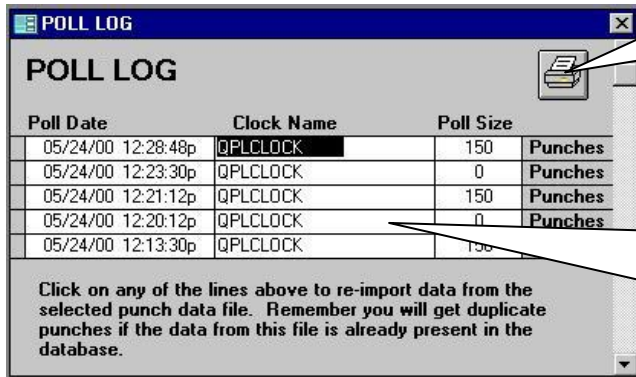 POLL LOG
POLL LOG
Poll Date Clock Name Poll Size
05/24/00 12:28:48p QPLCLOCK 150 Punches
05/24/00 12:23:30p QPLCLOCK 0 Punches
05/24/00 12:21:12p QPLCLOCK 150 Punches
05/24/00 12:20:12p QPLCLOCK 0 Punches
05/24/00 12:13:30p QPLCLOCK
Click on any of the lines above to re-import data from the
selected punch data file. Remember you will get duplicate
punches if the data from this file is already present in the
database.